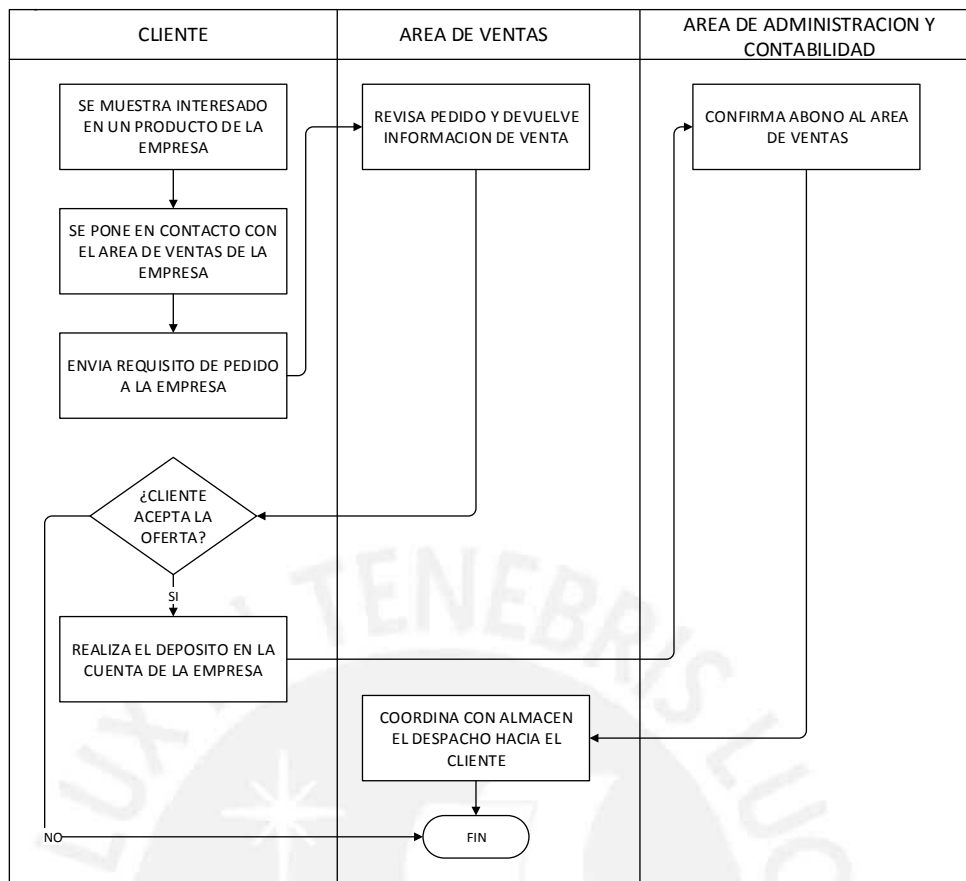 CLIENTE
AREA DE VENTAS
AREA DE ADMINISTRACION Y
CONTABILIDAD
SE MUESTRA INTERESADO
EN UN PRODUCTO DE LA
EMPRESA
REVISA PEDIDO Y DEVUELVE
INFORMACION DE VENTA
CONFIRMA ABONO AL AREA
DE VENTAS
SE PONE EN CONTACTO CON
EL AREA DE VENTAS DE LA
EMPRESA
ENVIA REQUISITO DE PEDIDO
A LA EMPRESA
¿CLIENTE
ACEPTA LA
OFERTA?
SI
REALIZA EL DEPOSITO EN LA
CUENTA DE LA EMPRESA
COORDINA CON ALMACEN
EL DESPACHO HACIA EL
CLIENTE
NO
FIN
TENEBRIS